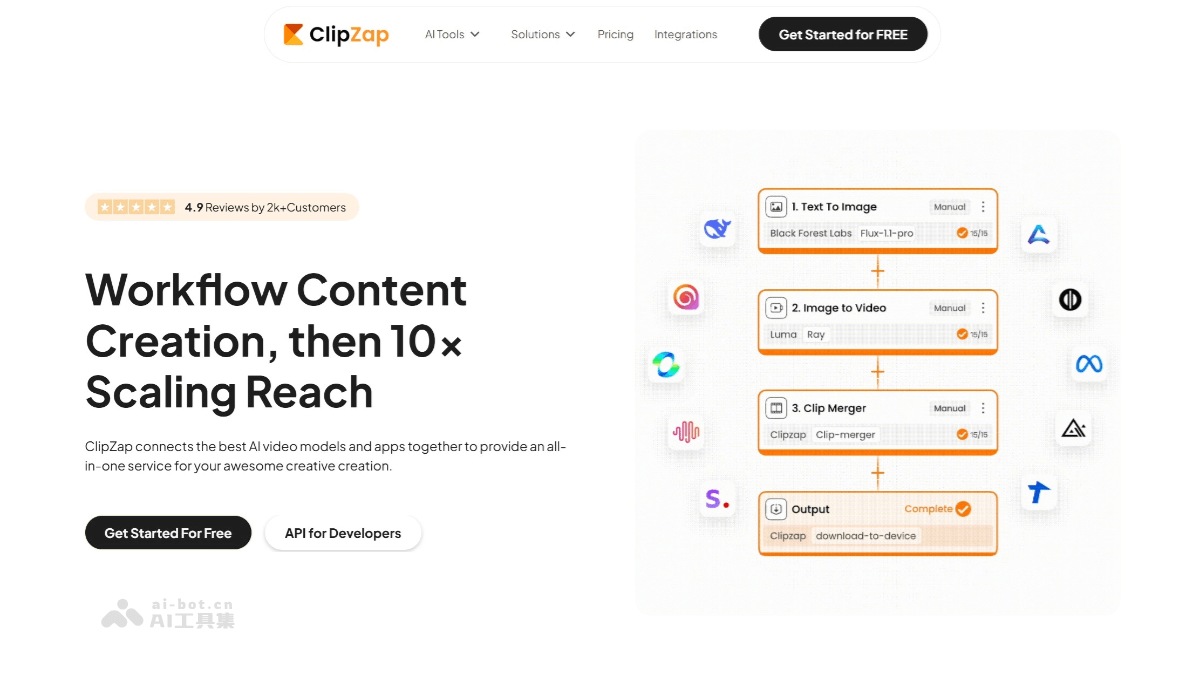 ClipZap
AI Tools
Solutions
Pricing
Integrations
Get Started for FREE
4.9 Reviews by 2k+Customers
Workflow Content
Creation, then 10×
Scaling Reach
ClipZap connects the best AI video models and apps together to provide an all-
in-one service for your awesome creative creation.
Get Started For Free
API for Developers
ai-bot.cn
AI工具集
1. Text To Image
Manual
Black Forest Labs
Flux-1.1-pro
15/15
2. Image to Video
Manual
Luma
Ray
15/15
3. Clip Merger
Manual
Clipzap
Clip-merger
15/15
Output
Complete
Clipzap
download-to-device
S.